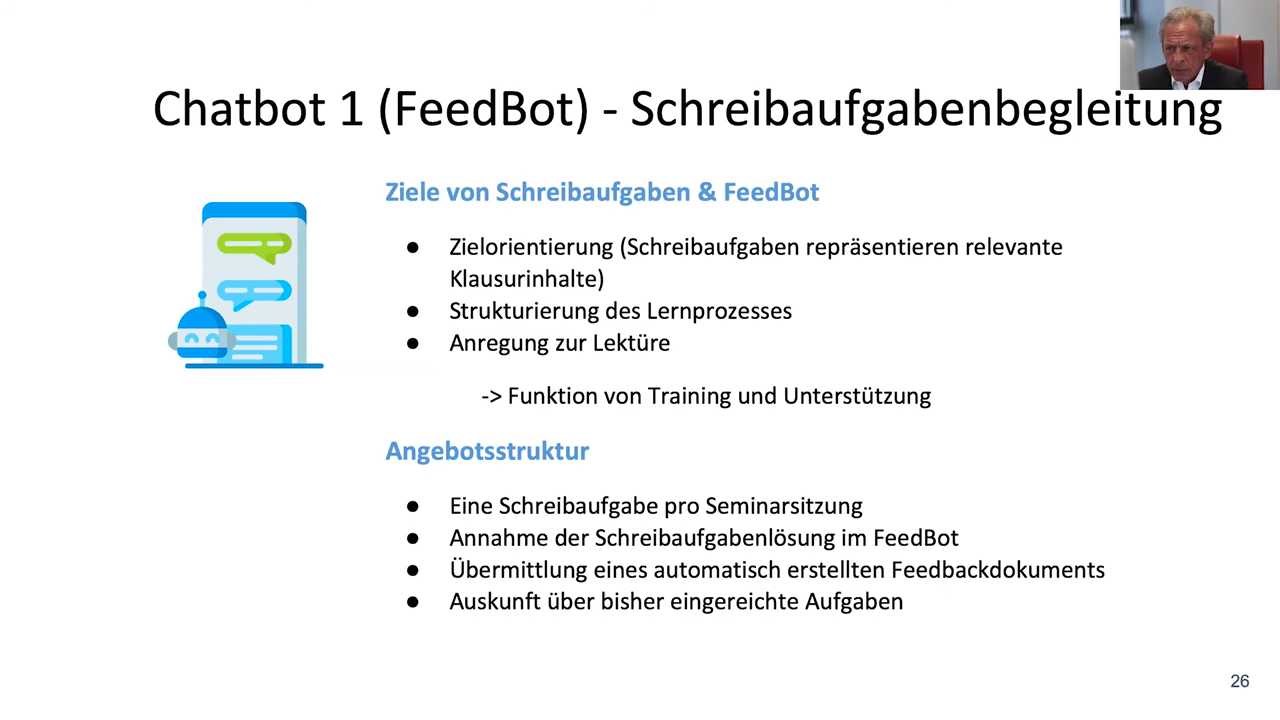 Chatbot 1 (FeedBot) - Schreibaufgabenbegleitung
Ziele von Schreibaufgaben & FeedBot
● Zielorientierung (Schreibaufgaben repräsentieren relevante
Klausurinhalte)
● Strukturierung des Lernprozesses
● Anregung zur Lektüre
-> Funktion von Training und Unterstützung
Angebotsstruktur
● Eine Schreibaufgabe pro Seminarsitzung
● Annahme der Schreibaufgabenlösung im FeedBot
● Übermittlung eines automatisch erstellten Feedbackdokuments
● Auskunft über bisher eingereichte Aufgaben
26